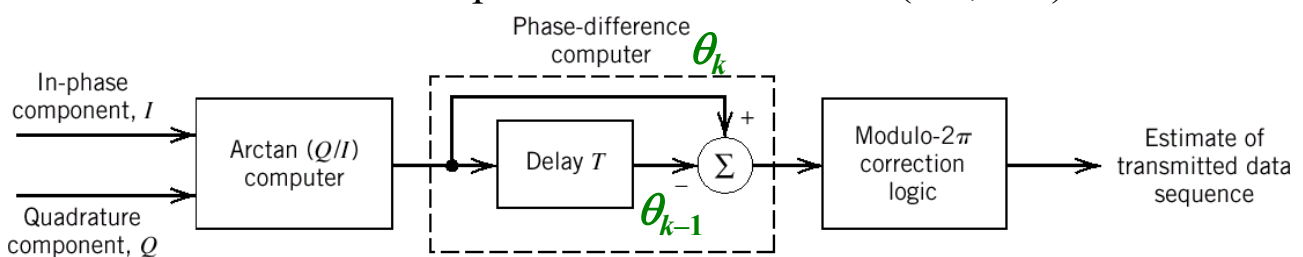 Phase-difference
computer
θk
In-phase
component, I
+
Arctan (Q/I)
computer
Delay T
Σ
−
θk–1
Modulo-2π
correction
logic
Estimate of
transmitted data
sequence
Quadrature
component, Q